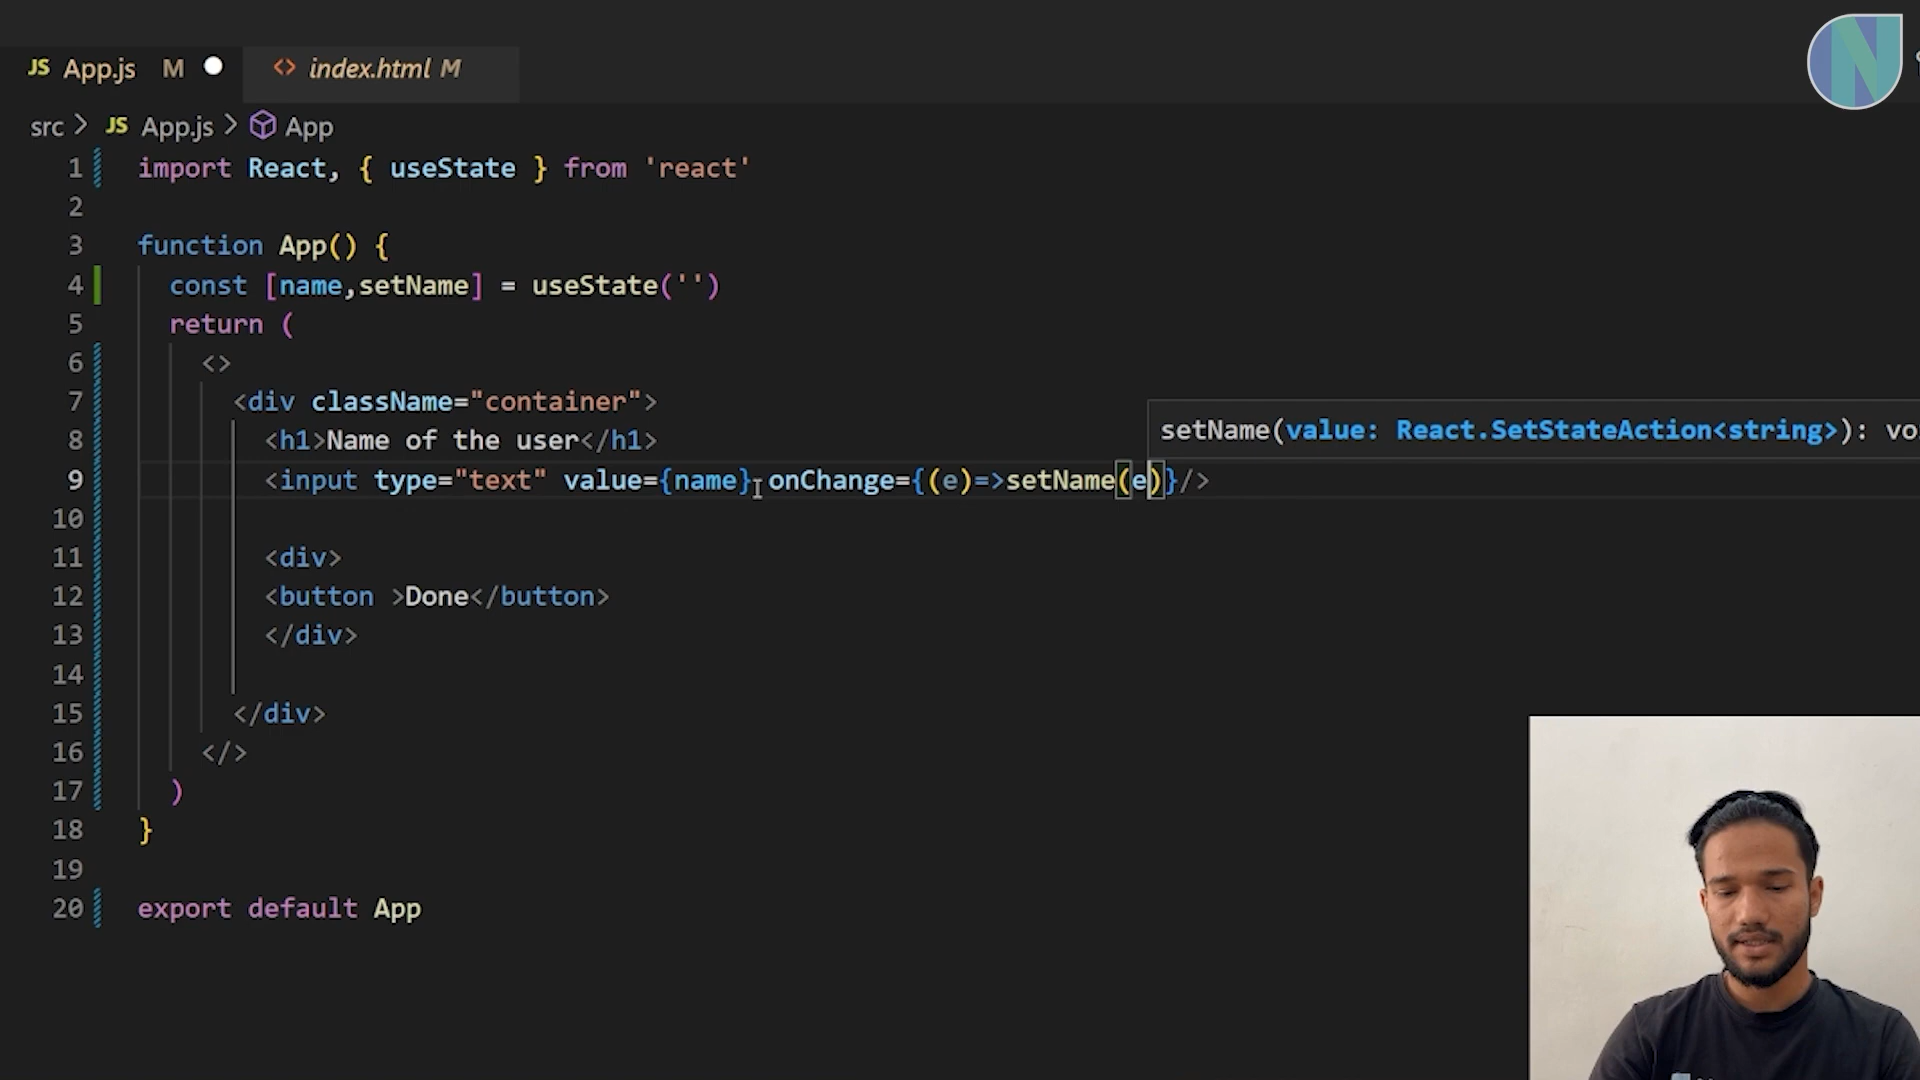 JS App.js M
<> index.html M
N
src > JS App.js > App
1 import React, { useState } from 'react'
2
3 function App() {
4 const [name,setName] = useState('')
5 return (
6 <>
7 <div className="container">
8 <h1>Name of the user</h1>
setName(value: React.SetStateAction<string>): vo
9 <input type="text" value={name} onChange={(e)=>setName(e)}/>
10
11 <div>
12 <button >Done</button>
13 </div>
14
15 </div>
16 </>
17 )
18 }
19
20 export default App